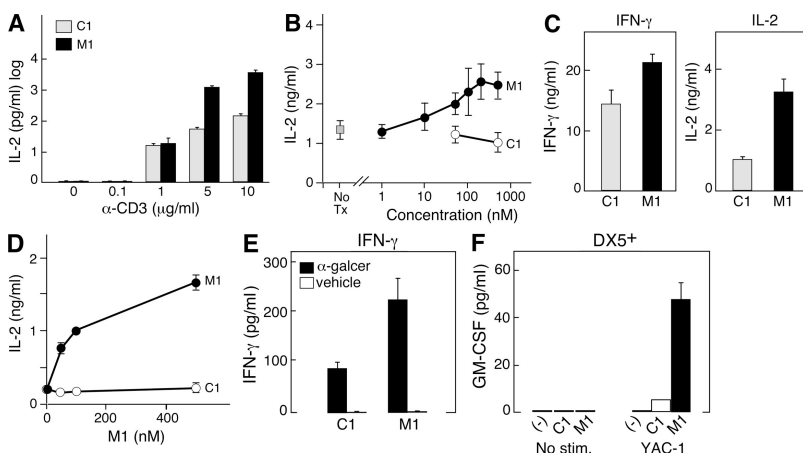 A
C1
M1
IL-2 (pg/ml) log
4
3
2
1
0
0 0.1 1 5 10
α-CD3 (μg/ml)
B
IL-2 (ng/ml)
4
3
2
1
0
M1
C1
No
Tx
1 10 100 1000
Concentration (nM)
C
IFN-γ
IFN-γ (ng/ml)
20
10
0
C1 M1
IL-2
IL-2 (ng/ml)
4
2
0
C1 M1
D
IL-2 (ng/ml)
2
1
0
M1
C1
0 200 400
M1 (nM)
E
IFN-γ
α-galcer
vehicle
IFN-γ (pg/ml)
300
200
100
0
C1 M1
F
DX5+
GM-CSF (pg/ml)
60
40
20
0
(-) C1 M1 (-) C1 M1
No stim. YAC-1